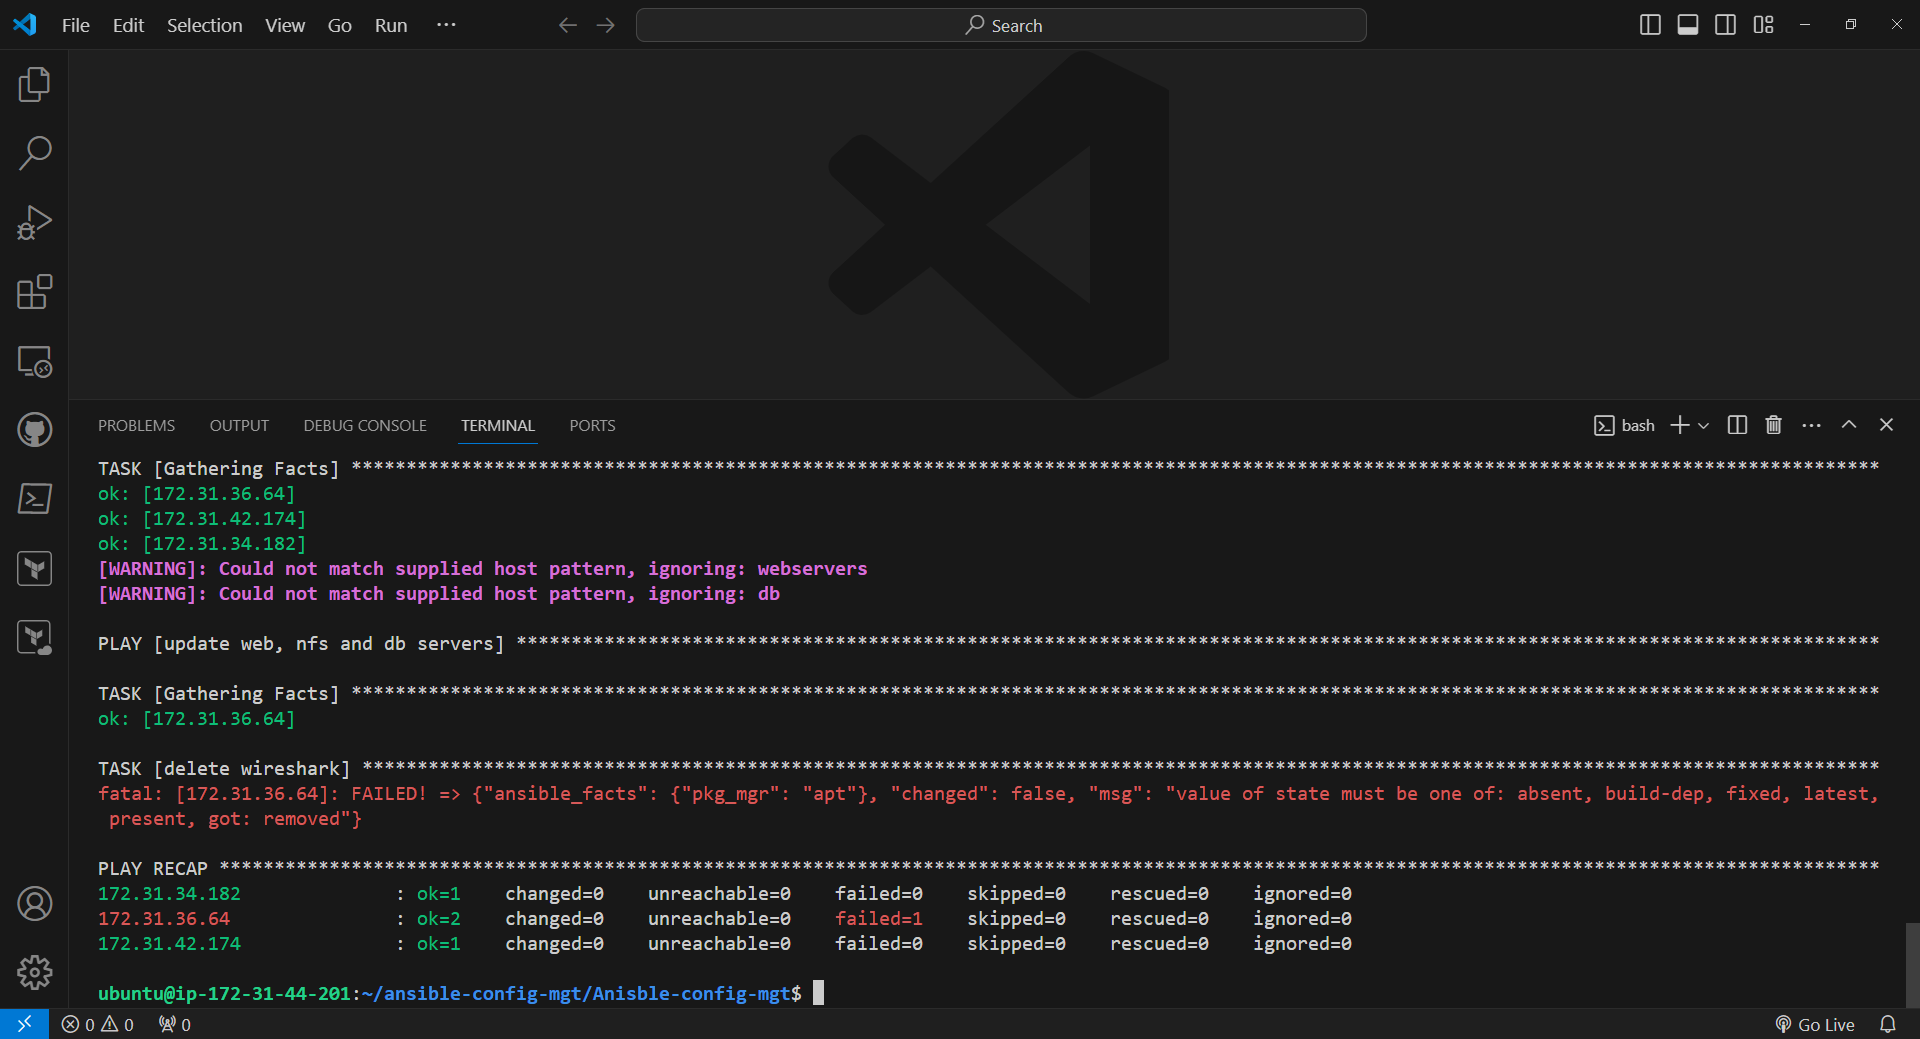 File Edit Selection View Go Run ··· Search
PROBLEMS OUTPUT DEBUG CONSOLE TERMINAL PORTS bash
TASK [Gathering Facts] *******************************************************************************************************************************************
ok: [172.31.36.64]
ok: [172.31.42.174]
ok: [172.31.34.182]
[WARNING]: Could not match supplied host pattern, ignoring: webservers
[WARNING]: Could not match supplied host pattern, ignoring: db
PLAY [update web, nfs and db servers] ****************************************************************************************************************************
TASK [Gathering Facts] *******************************************************************************************************************************************
ok: [172.31.36.64]
TASK [delete wireshark] ******************************************************************************************************************************************
fatal: [172.31.36.64]: FAILED! => {"ansible_facts": {"pkg_mgr": "apt"}, "changed": false, "msg": "value of state must be one of: absent, build-dep, fixed, latest,
present, got: removed"}
PLAY RECAP *******************************************************************************************************************************************************
172.31.34.182 : ok=1 changed=0 unreachable=0 failed=0 skipped=0 rescued=0 ignored=0
172.31.36.64 : ok=2 changed=0 unreachable=0 failed=1 skipped=0 rescued=0 ignored=0
172.31.42.174 : ok=1 changed=0 unreachable=0 failed=0 skipped=0 rescued=0 ignored=0
ubuntu@ip-172-31-44-201:~/ansible-config-mgt/Anisble-config-mgt$
0 0 0 Go Live